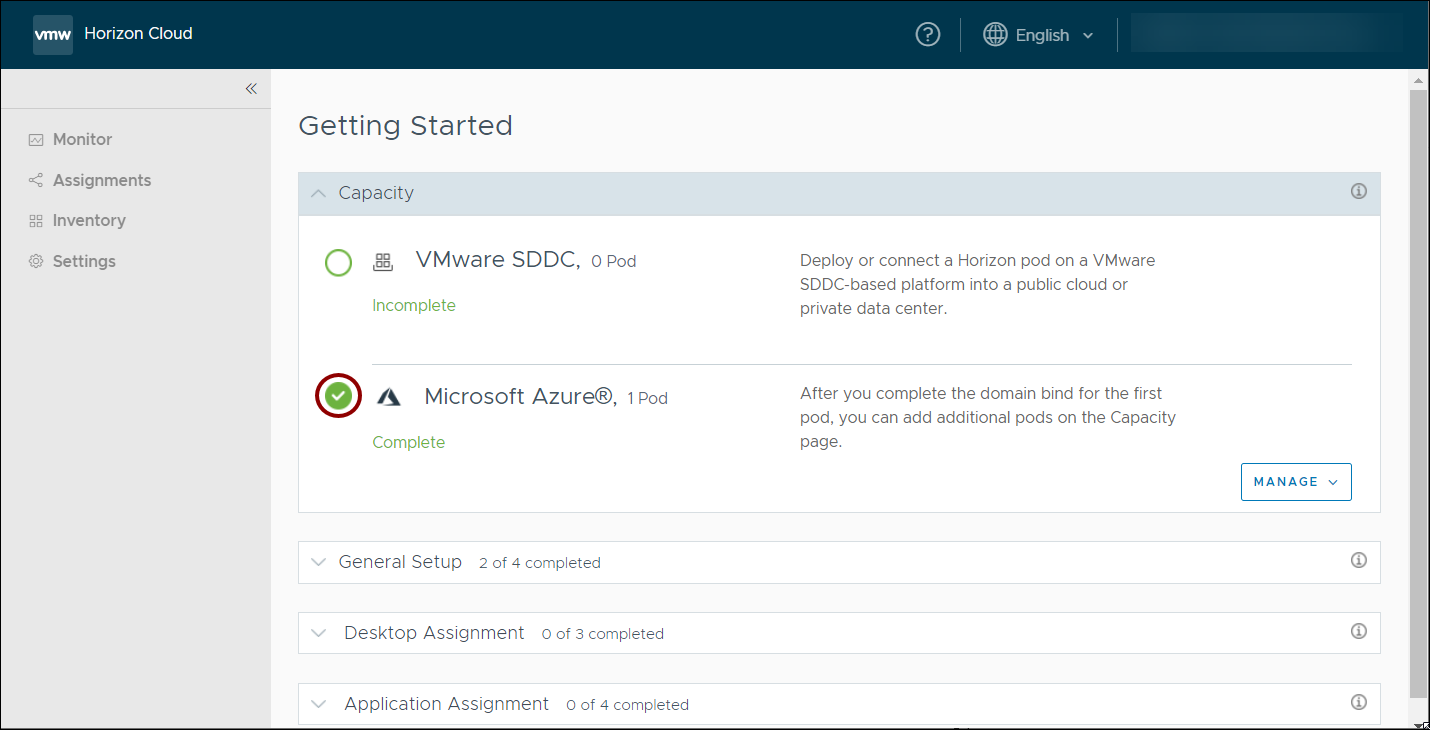 vmw Horizon Cloud
English
Monitor
Assignments
Inventory
Settings
Getting Started
Capacity
VMware SDDC, 0 Pod
Incomplete
Deploy or connect a Horizon pod on a VMware
SDDC-based platform into a public cloud or
private data center.
Microsoft Azure®, 1 Pod
Complete
After you complete the domain bind for the first
pod, you can add additional pods on the Capacity
page.
MANAGE
General Setup 2 of 4 completed
Desktop Assignment 0 of 3 completed
Application Assignment 0 of 4 completed